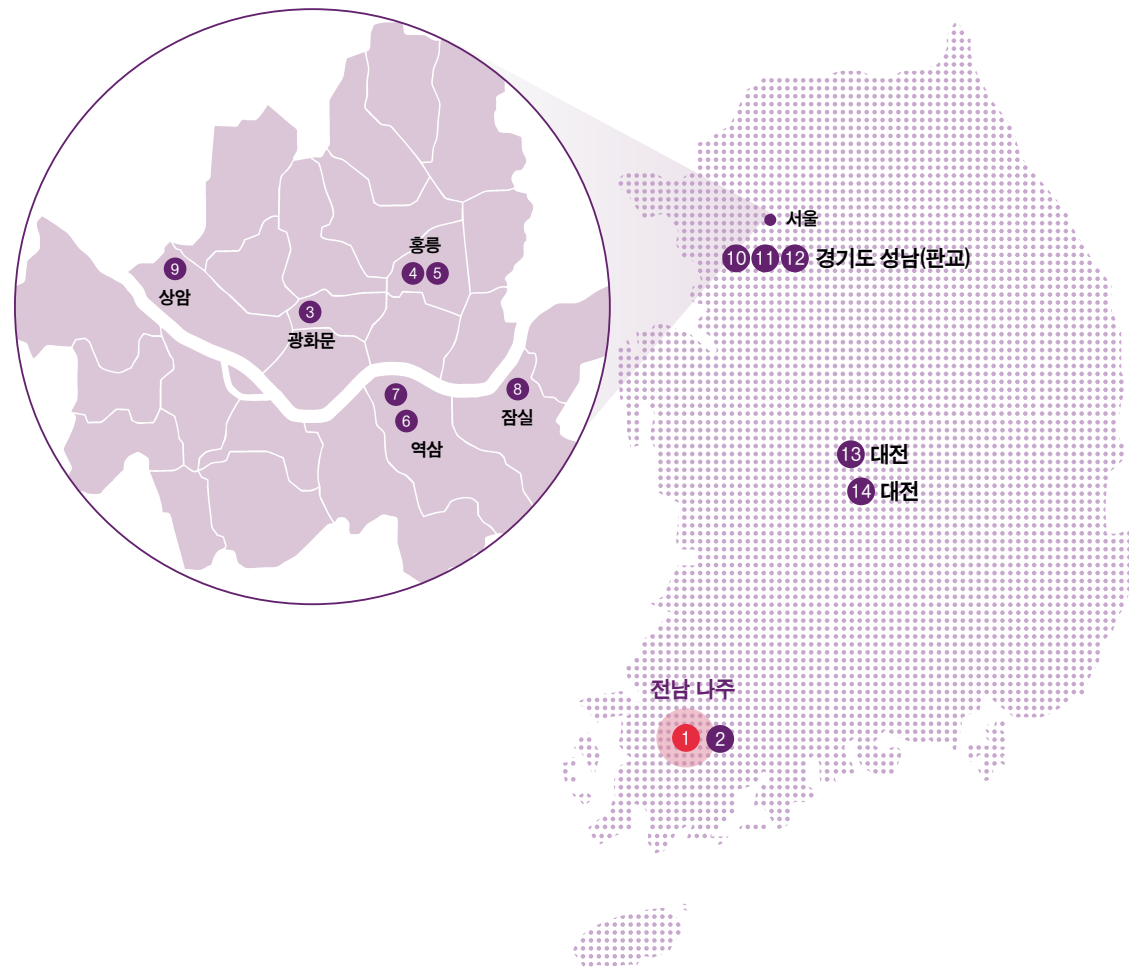 홍릉
4 5
9
상암
3
광화문
7
6
역삼
8
잠실
서울
10 11 12 경기도 성남(판교)
13 대전
14 대전
전남 나주
1 2